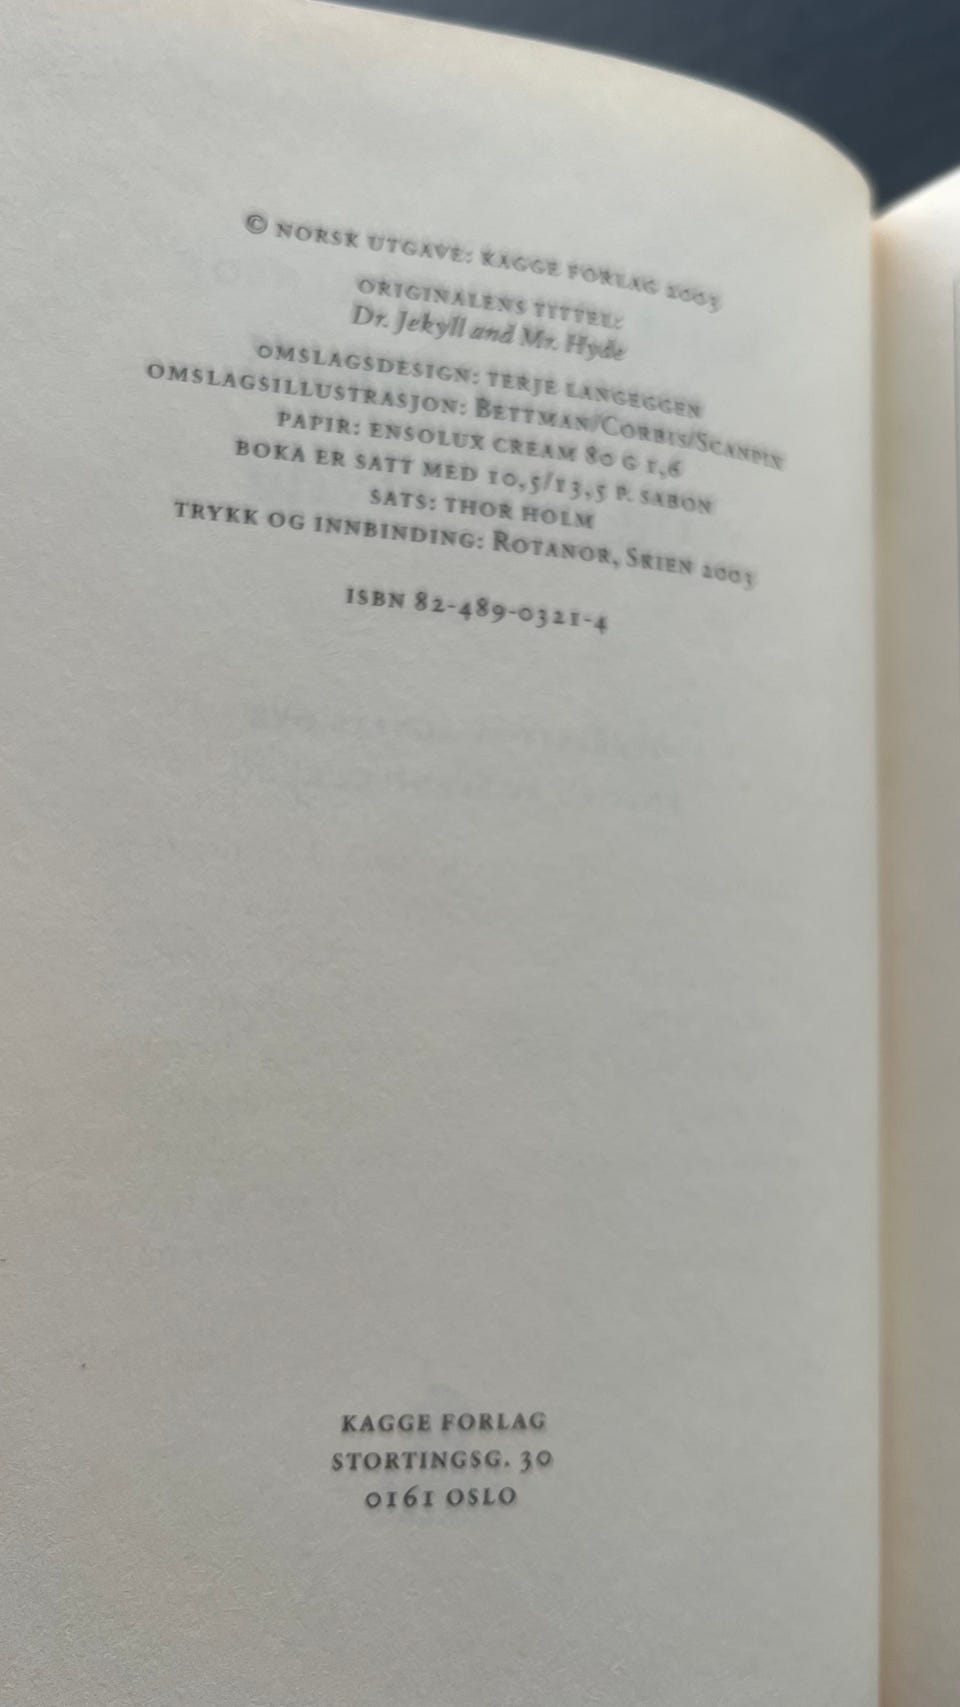 © NORSK UTGAVE: KAGGE FORLAG 2003
ORIGINALENS TITTEL:
Dr. Jekyll and Mr. Hyde
OMSLAGSDESIGN: TERJE LANGEGGEN
OMSLAGSILLUSTRASJON: BETTMAN/CORBIS/SCANPIX
PAPIR: ENSOLUX CREAM 80 G 1,6
BOKA ER SATT MED 10,5/13,5 P. SABON
SATS: THOR HOLM
TRYKK OG INNBINDING: ROTANOR, SKIEN 2003
ISBN 82-489-0321-4
KAGGE FORLAG
STORTINGSG. 30
0161 OSLO